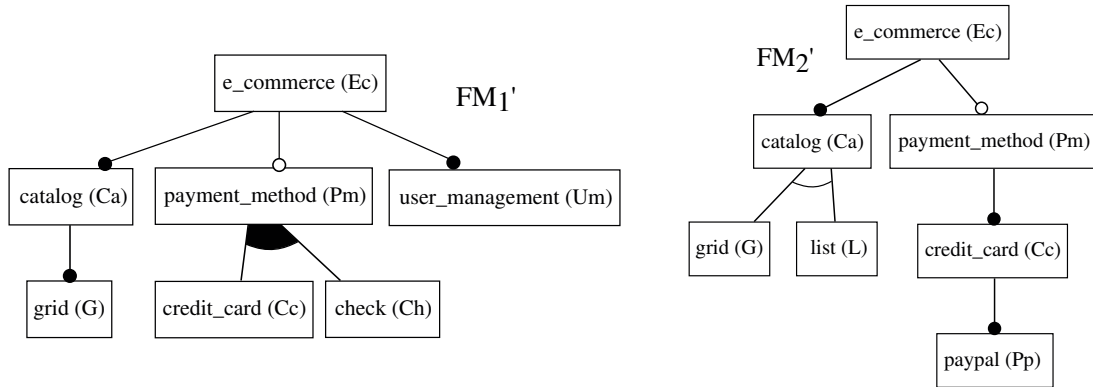 e_commerce (Ec)
FM1'
catalog (Ca)
payment_method (Pm)
user_management (Um)
grid (G)
credit_card (Cc)
check (Ch)
e_commerce (Ec)
FM2'
catalog (Ca)
payment_method (Pm)
grid (G)
list (L)
credit_card (Cc)
paypal (Pp)